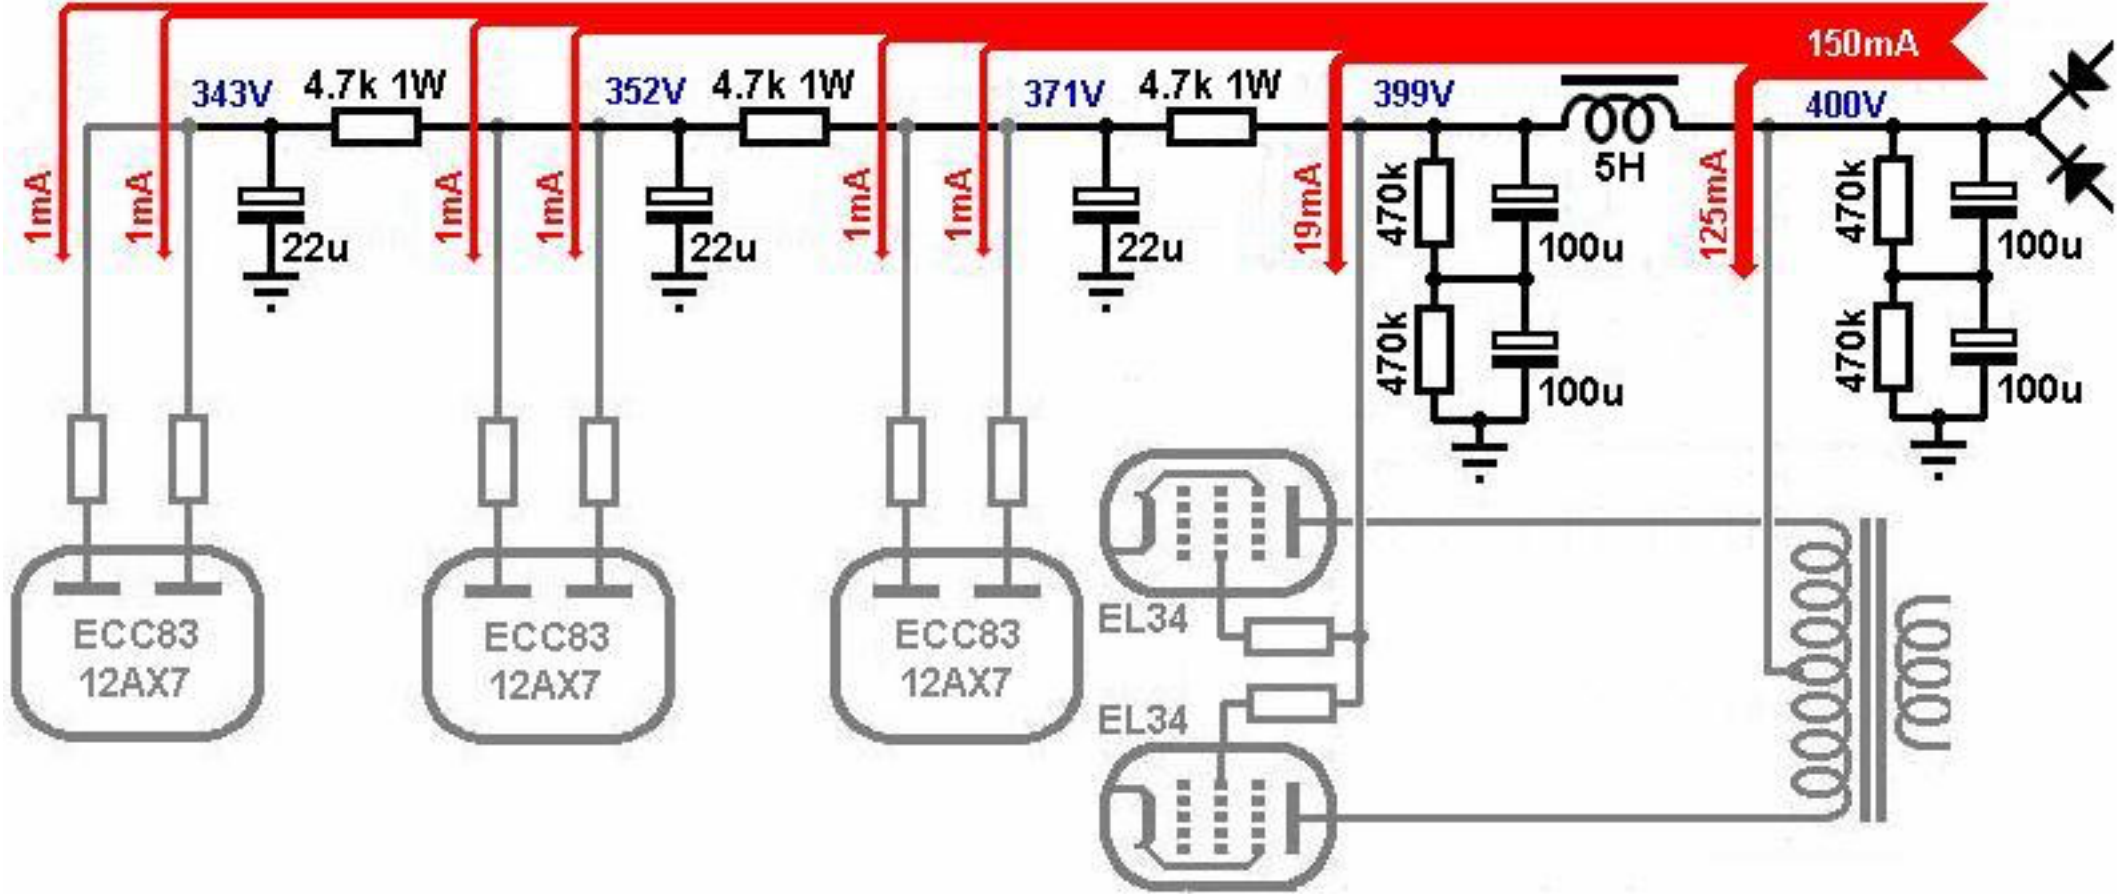 150mA
343V
4.7k 1W
352V
4.7k 1W
371V
4.7k 1W
399V
400V
5H
1mA
1mA
1mA
1mA
1mA
1mA
19mA
125mA
22u
22u
22u
470k
100u
470k
100u
470k
100u
470k
100u
ECC83
12AX7
ECC83
12AX7
ECC83
12AX7
EL34
EL34